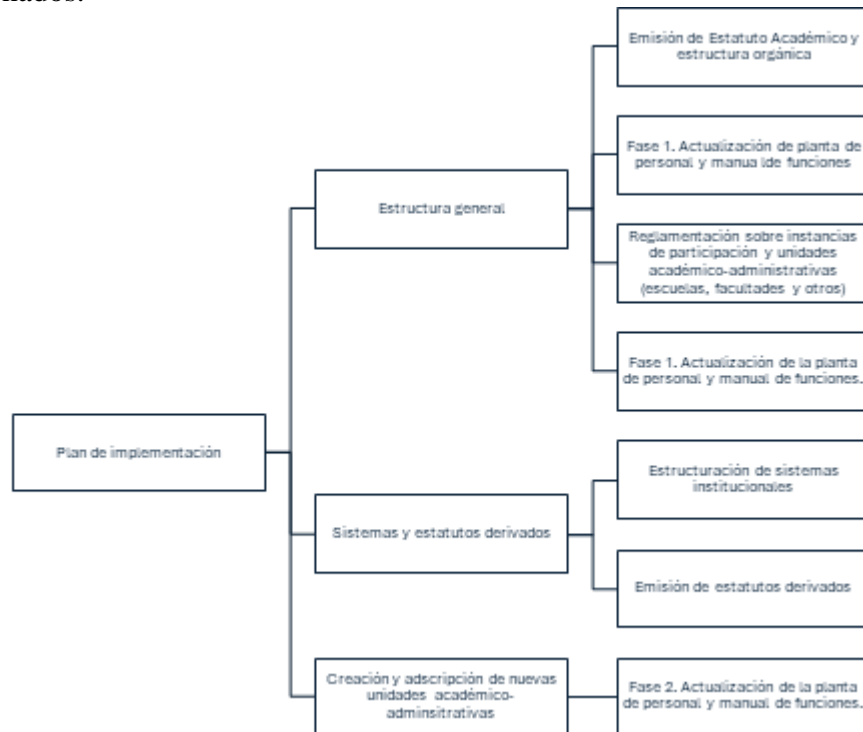 nados.
Emisión de Estatuto Académico y
estructura orgánica
Fase 1. Actualización de planta de
personal y manua lde funciones
Estructura general
Reglamentación sobre instancias
de participación y unidades
académico-administrativas
(escuelas, facultades y otros)
Fase 1. Actualización de la planta
de personal y manual de funciones.
Plan de implementación
Estructuración de sistemas
institucionales
Sistemas y estatutos derivados
Emisión de estatutos derivados
Creación y adscripción de nuevas
unidades académico-
adminsitrativas
Fase 2. Actualización de la planta
de personal y manual de funciones.